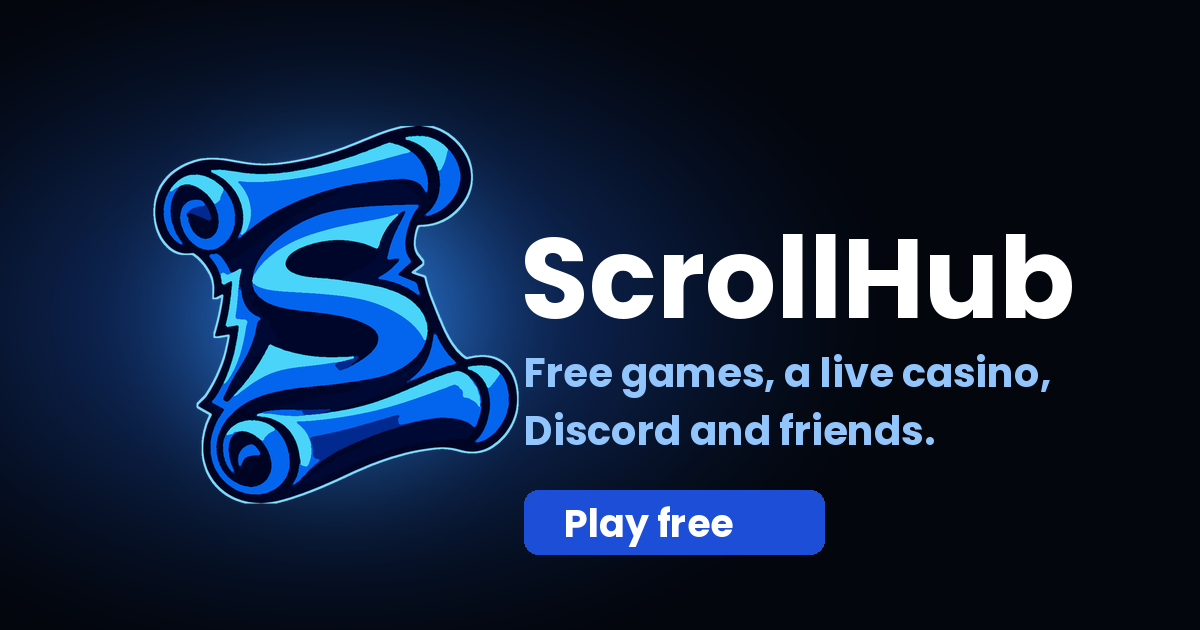 ScrollHub
Free games, a live casino,
Discord and friends.
Play free